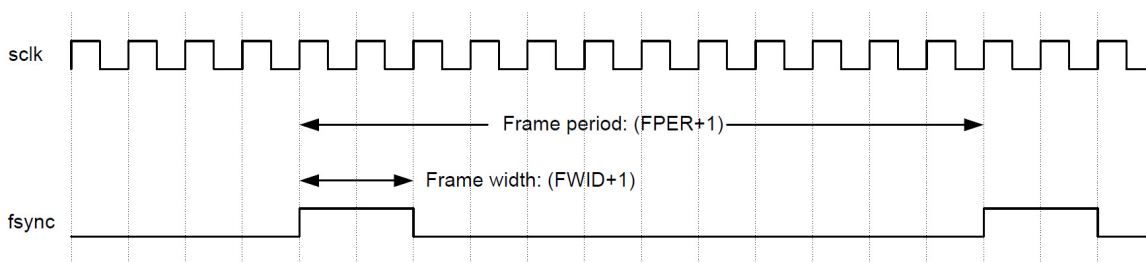 sclk
Frame period: (FPER+1)
Frame width: (FWID+1)
fsync